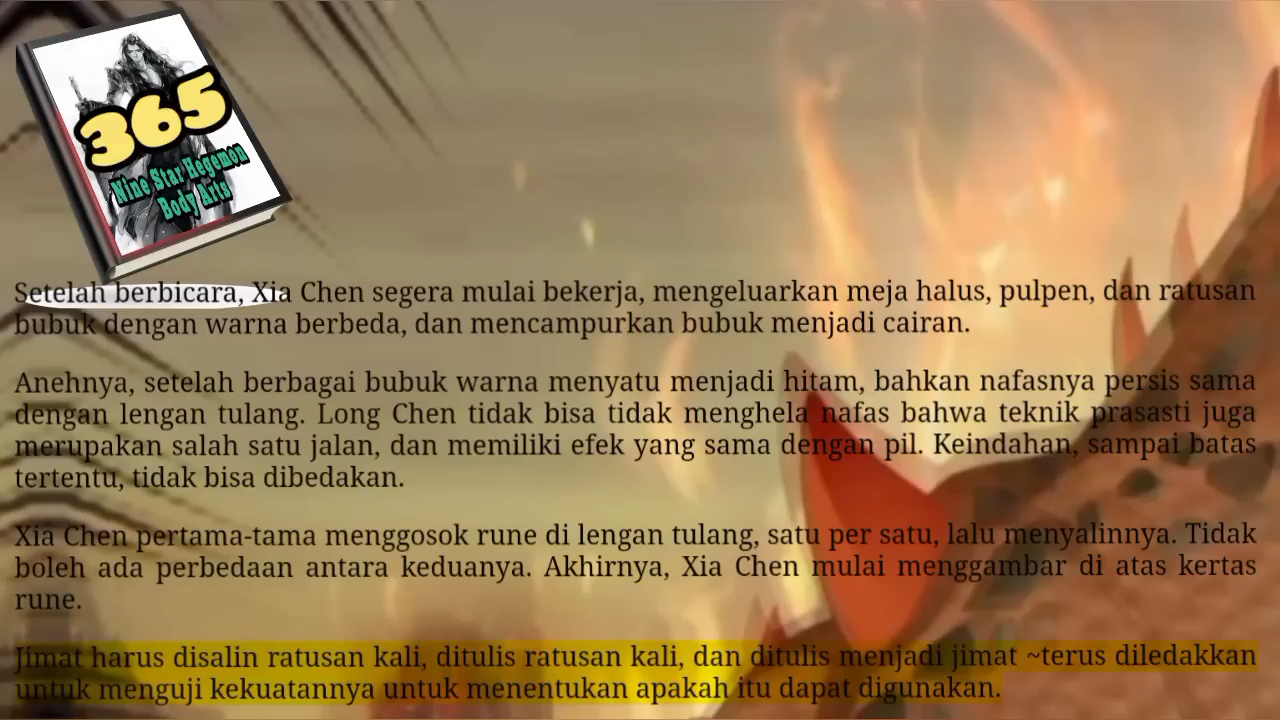 365
Nine Star Hegemon
Body Arts
Setelah berbicara, Xia Chen segera mulai bekerja, mengeluarkan meja halus, pulpen, dan ratusan
bubuk dengan warna berbeda, dan mencampurkan bubuk menjadi cairan.
Anehnya, setelah berbagai bubuk warna menyatu menjadi hitam, bahkan nafasnya persis sama
dengan lengan tulang. Long Chen tidak bisa tidak menghela nafas bahwa teknik prasasti juga
merupakan salah satu jalan, dan memiliki efek yang sama dengan pil. Keindahan, sampai batas
tertentu, tidak bisa dibedakan.
Xia Chen pertama-tama menggosok rune di lengan tulang, satu per satu, lalu menyalinnya. Tidak
boleh ada perbedaan antara keduanya. Akhirnya, Xia Chen mulai menggambar di atas kertas
rune.
Jimat harus disalin ratusan kali, ditulis ratusan kali, dan ditulis menjadi jimat ~terus diledakkan
untuk menguji kekuatannya untuk menentukan apakah itu dapat digunakan.